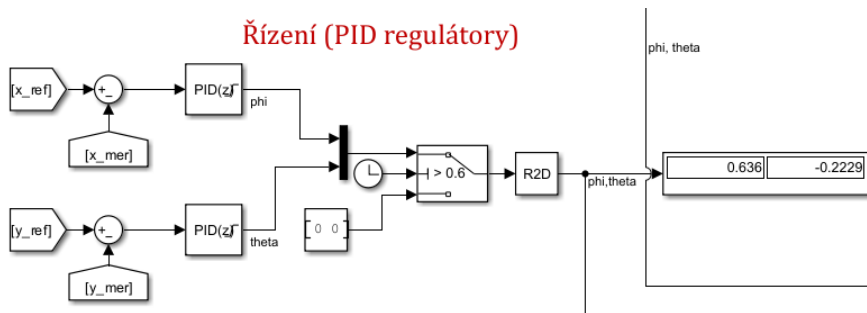 Řízení (PID regulátory)
phi, theta
[x_ref]
+_
PID(z)
phi
[x_mer]
> 0.6
R2D
phi,theta
0.636 -0.2229
[y_ref]
+_
PID(z)
theta
[0 0]
[y_mer]